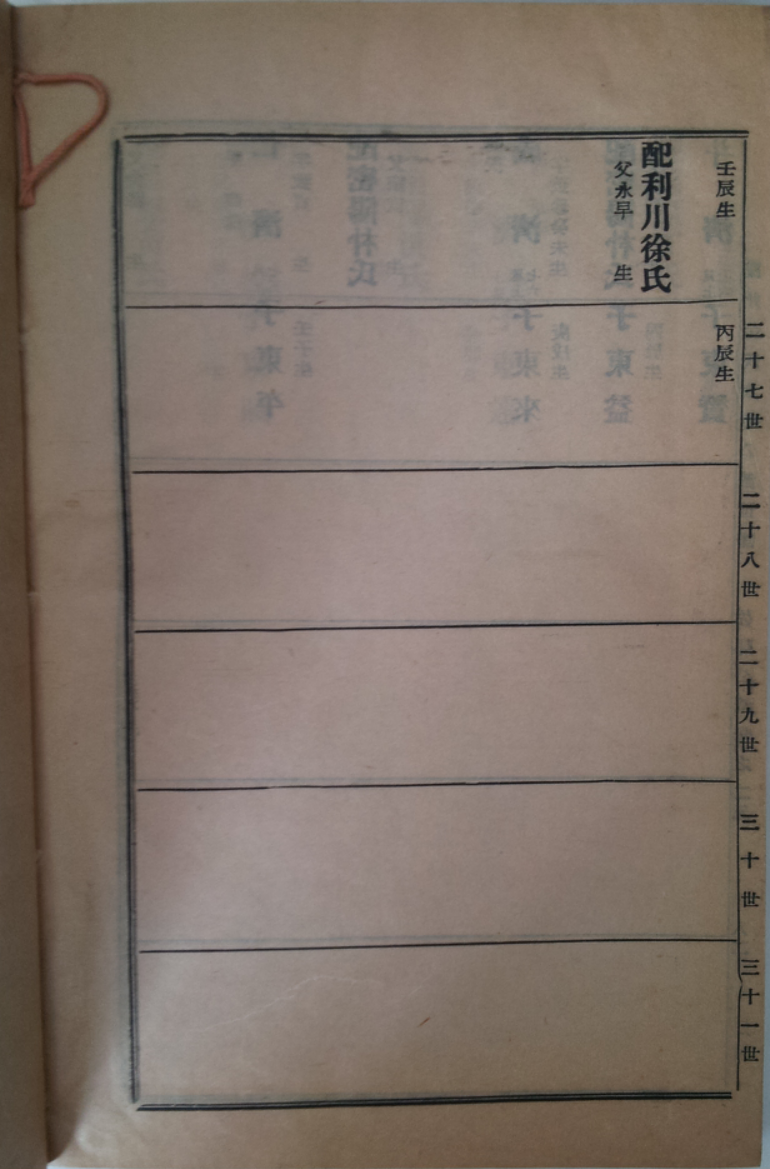 二十七世
二十八世
二十九世
三十世
三十一世
壬辰生
配利川徐氏
父永早 生
丙辰生